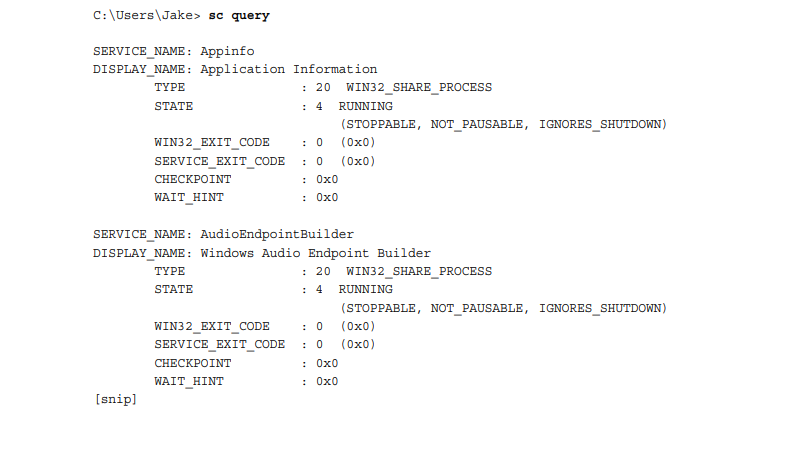 C:\Users\Jake> sc query
SERVICE_NAME: Appinfo
DISPLAY_NAME: Application Information
TYPE : 20 WIN32_SHARE_PROCESS
STATE : 4 RUNNING
(STOPPABLE, NOT_PAUSABLE, IGNORES_SHUTDOWN)
WIN32_EXIT_CODE : 0 (0x0)
SERVICE_EXIT_CODE : 0 (0x0)
CHECKPOINT : 0x0
WAIT_HINT : 0x0
SERVICE_NAME: AudioEndpointBuilder
DISPLAY_NAME: Windows Audio Endpoint Builder
TYPE : 20 WIN32_SHARE_PROCESS
STATE : 4 RUNNING
(STOPPABLE, NOT_PAUSABLE, IGNORES_SHUTDOWN)
WIN32_EXIT_CODE : 0 (0x0)
SERVICE_EXIT_CODE : 0 (0x0)
CHECKPOINT : 0x0
WAIT_HINT : 0x0
[snip]